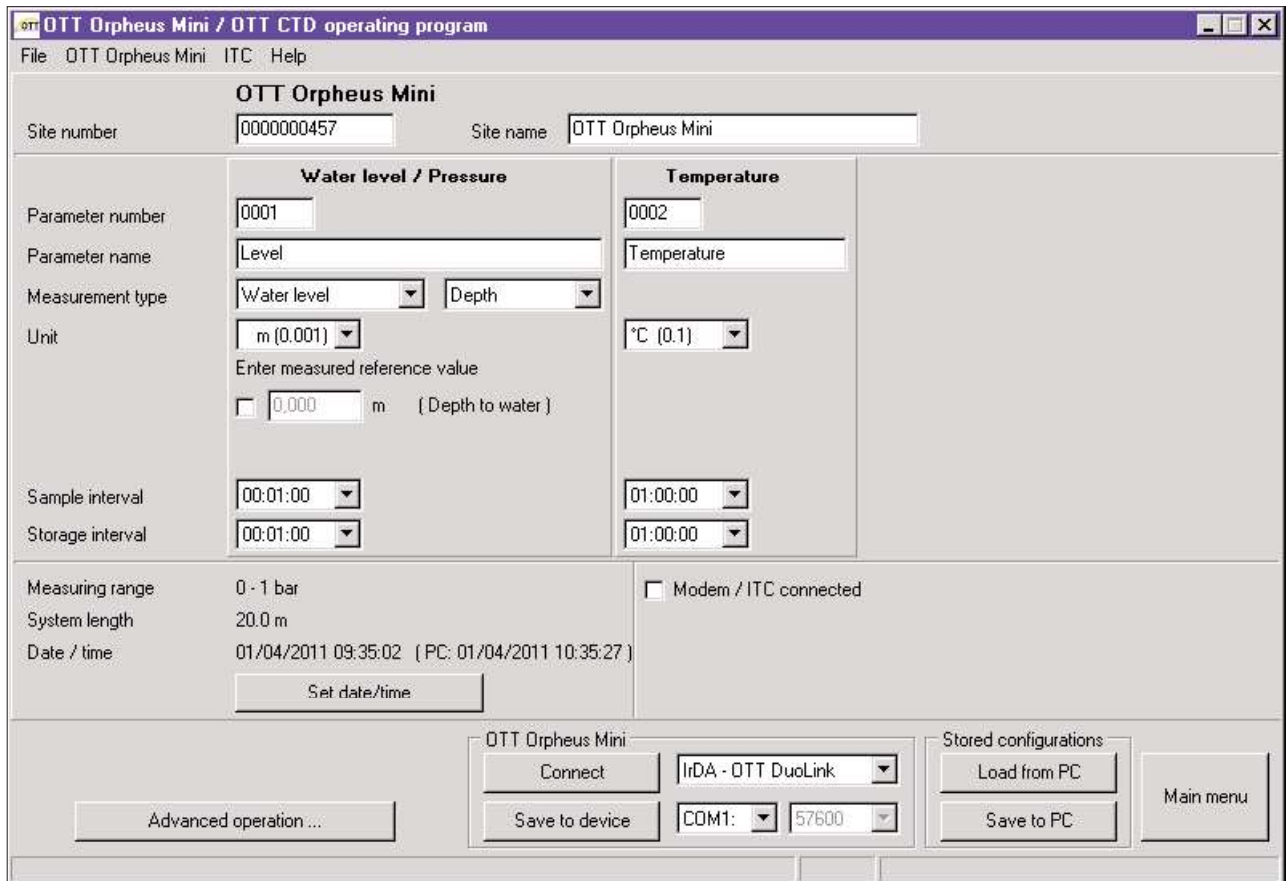 OTT OTT Orpheus Mini / OTT CTD operating program
File OTT Orpheus Mini ITC Help
OTT Orpheus Mini
Site number 0000000457 Site name OTT Orpheus Mini
Water level / Pressure Temperature
Parameter number 0001 0002
Parameter name Level Temperature
Measurement type Water level Depth
Unit m (0.001) °C (0.1)
Enter measured reference value
0,000 m ( Depth to water )
Sample interval 00:01:00 01:00:00
Storage interval 00:01:00 01:00:00
Measuring range 0 - 1 bar Modem / ITC connected
System length 20.0 m
Date / time 01/04/2011 09:35:02 ( PC: 01/04/2011 10:35:27 )
Set date/time
OTT Orpheus Mini Stored configurations
Connect IrDA - OTT DuoLink Load from PC
Main menu
Advanced operation ... Save to device COM1: 57600 Save to PC